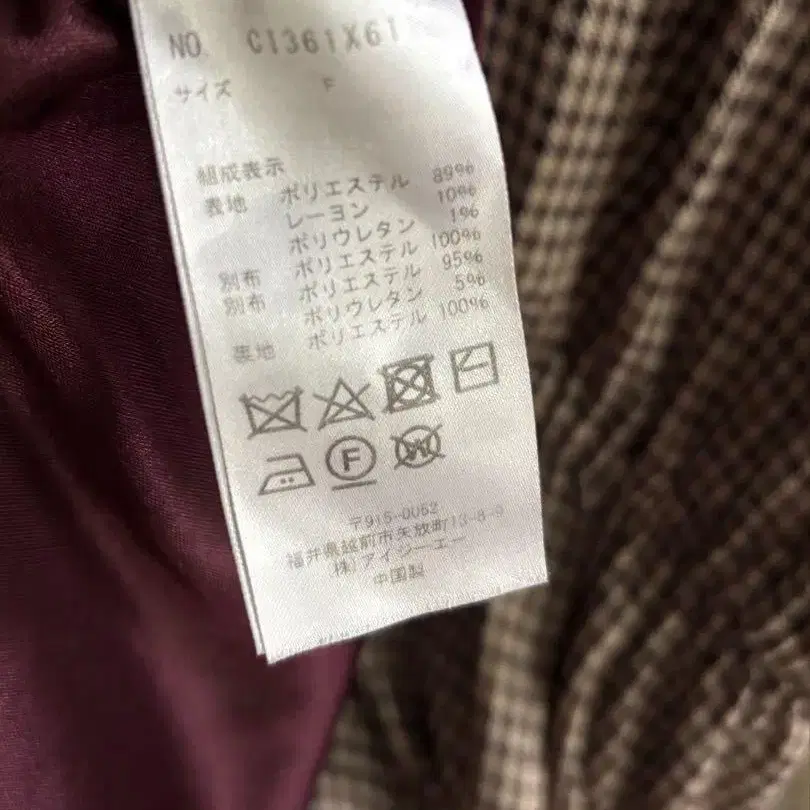 NO. C1361X61
サイズ F
組成表示
表地 ポリエステル 89%
レーヨン 10%
ポリウレタン 1%
別布 ポリエステル 100%
別布 ポリエステル 95%
ポリウレタン 5%
裏地 ポリエステル 100%
F W
〒915-0052
福井県越前市矢放町13-8-9
㈱アイジーエー
中国製